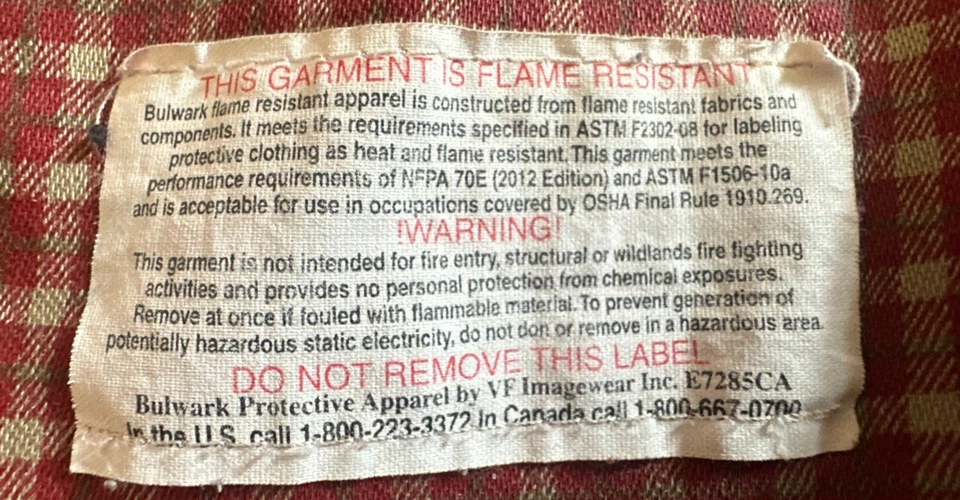 THIS GARMENT IS FLAME RESISTANT
Bulwark flame resistant apparel is constructed from flame resistant fabrics and
components. It meets the requirements specified in ASTM F2302-08 for labeling
protective clothing as heat and flame resistant. This garment meets the
performance requirements of NFPA 70E (2012 Edition) and ASTM F1506-10a
and is acceptable for use in occupations covered by OSHA Final Rule 1910.269.
!WARNING!
This garment is not intended for fire entry, structural or wildlands fire fighting
activities and provides no personal protection from chemical exposures.
Remove at once if fouled with flammable material. To prevent generation of
potentially hazardous static electricity, do not don or remove in a hazardous area.
DO NOT REMOVE THIS LABEL
Bulwark Protective Apparel by VF Imagewear Inc. E7285CA
In the U.S. call 1-800-223-3372 In Canada call 1-800-667-0700